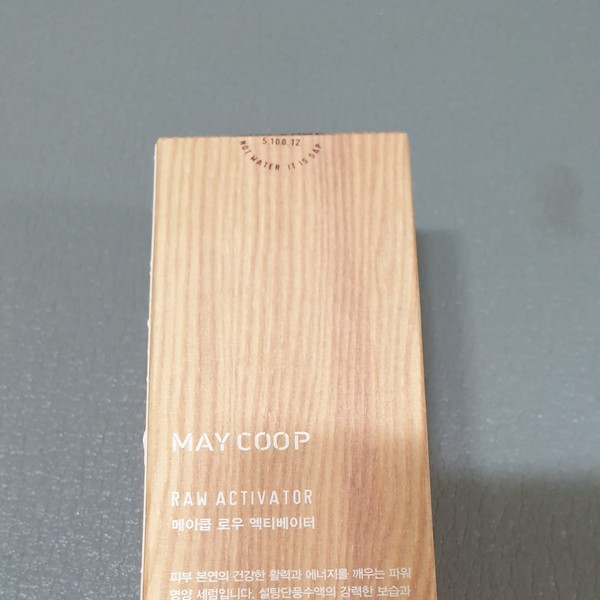 5.100.12
NOT WATER IT IS SAP
MAY COOP
RAW ACTIVATOR
메이쿱 로우 엑티베이터
피부 본연의 건강한 활력과 에너지를 깨우는 파워
영양 세럼입니다. 설탕단풍수액의 강력한 보습과